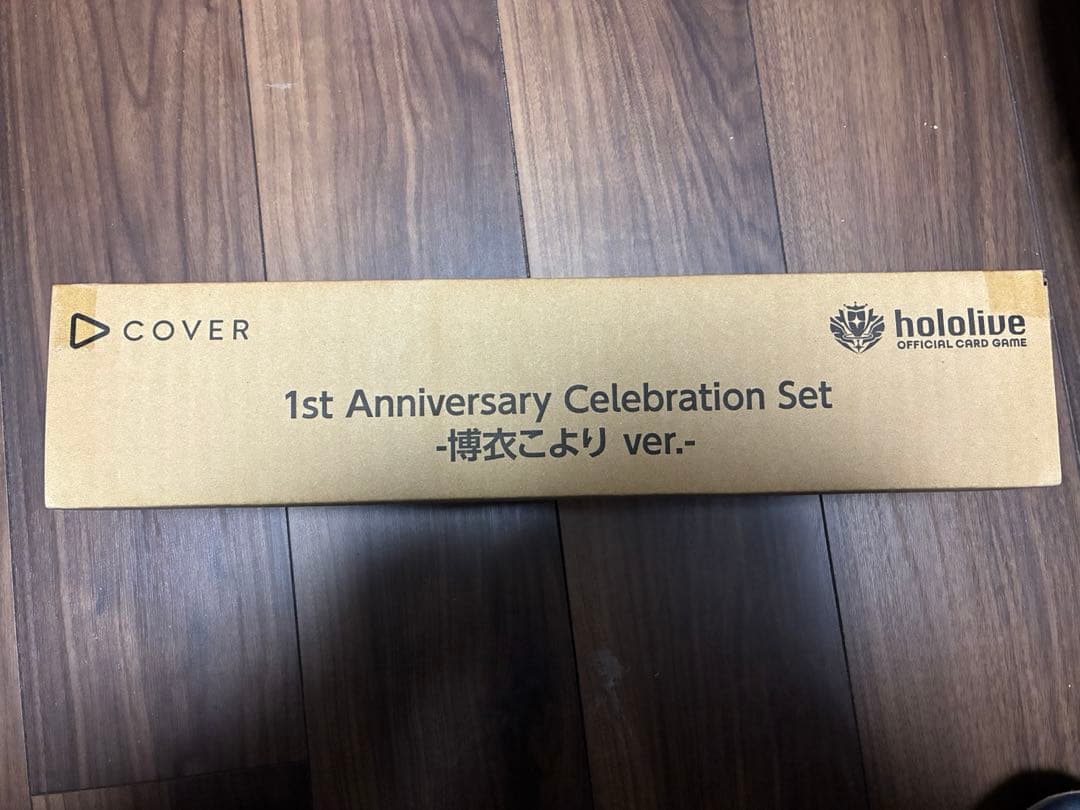 COVER
hololive
OFFICIAL CARD GAME
1st Anniversary Celebration Set
-博衣こより ver.-